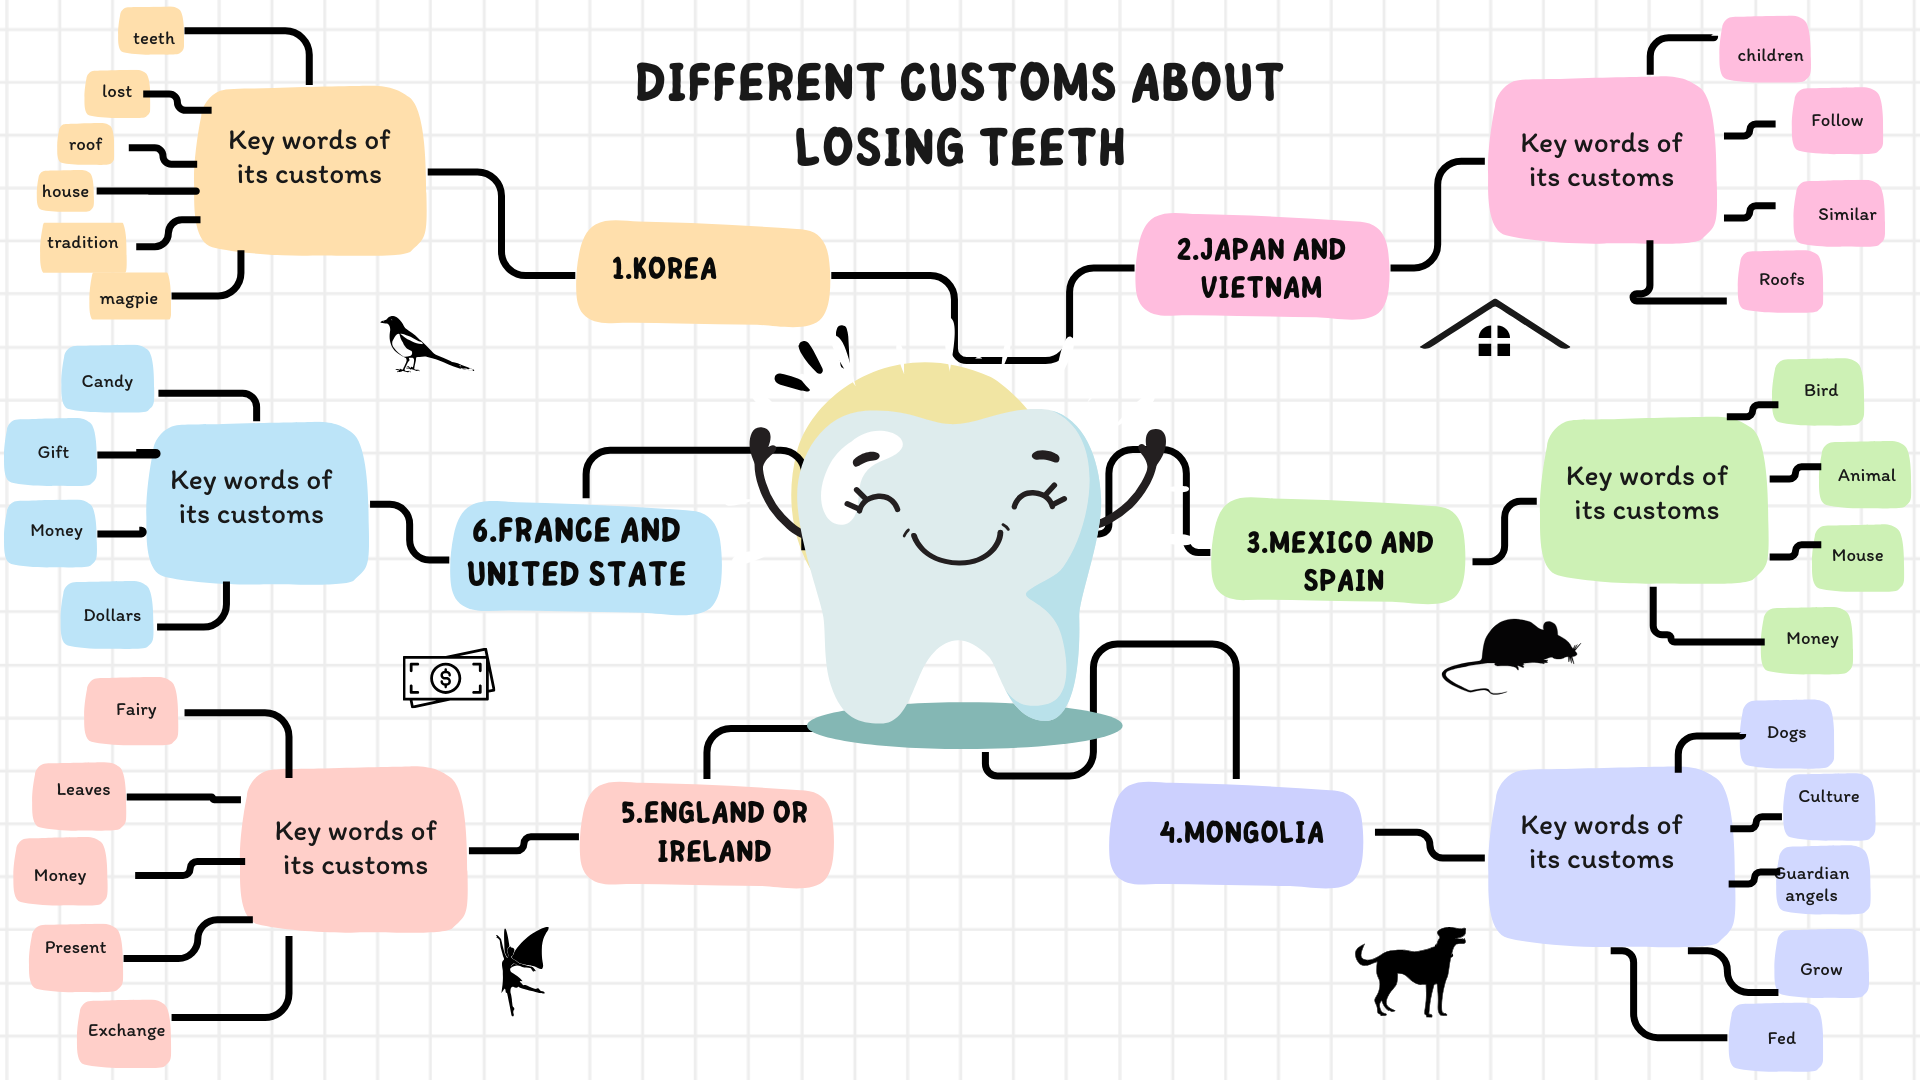 DIFFERENT CUSTOMS ABOUT
LOSING TEETH
1.KOREA
Key words of
its customs
teeth
lost
roof
house
tradition
magpie
2.JAPAN AND
VIETNAM
Key words of
its customs
children
Follow
Similar
Roofs
3.MEXICO AND
SPAIN
Key words of
its customs
Bird
Animal
Mouse
Money
4.MONGOLIA
Key words of
its customs
Dogs
Culture
Guardian
angels
Grow
Fed
5.ENGLAND OR
IRELAND
Key words of
its customs
Fairy
Leaves
Money
Present
Exchange
6.FRANCE AND
UNITED STATE
Key words of
its customs
Candy
Gift
Money
Dollars
$